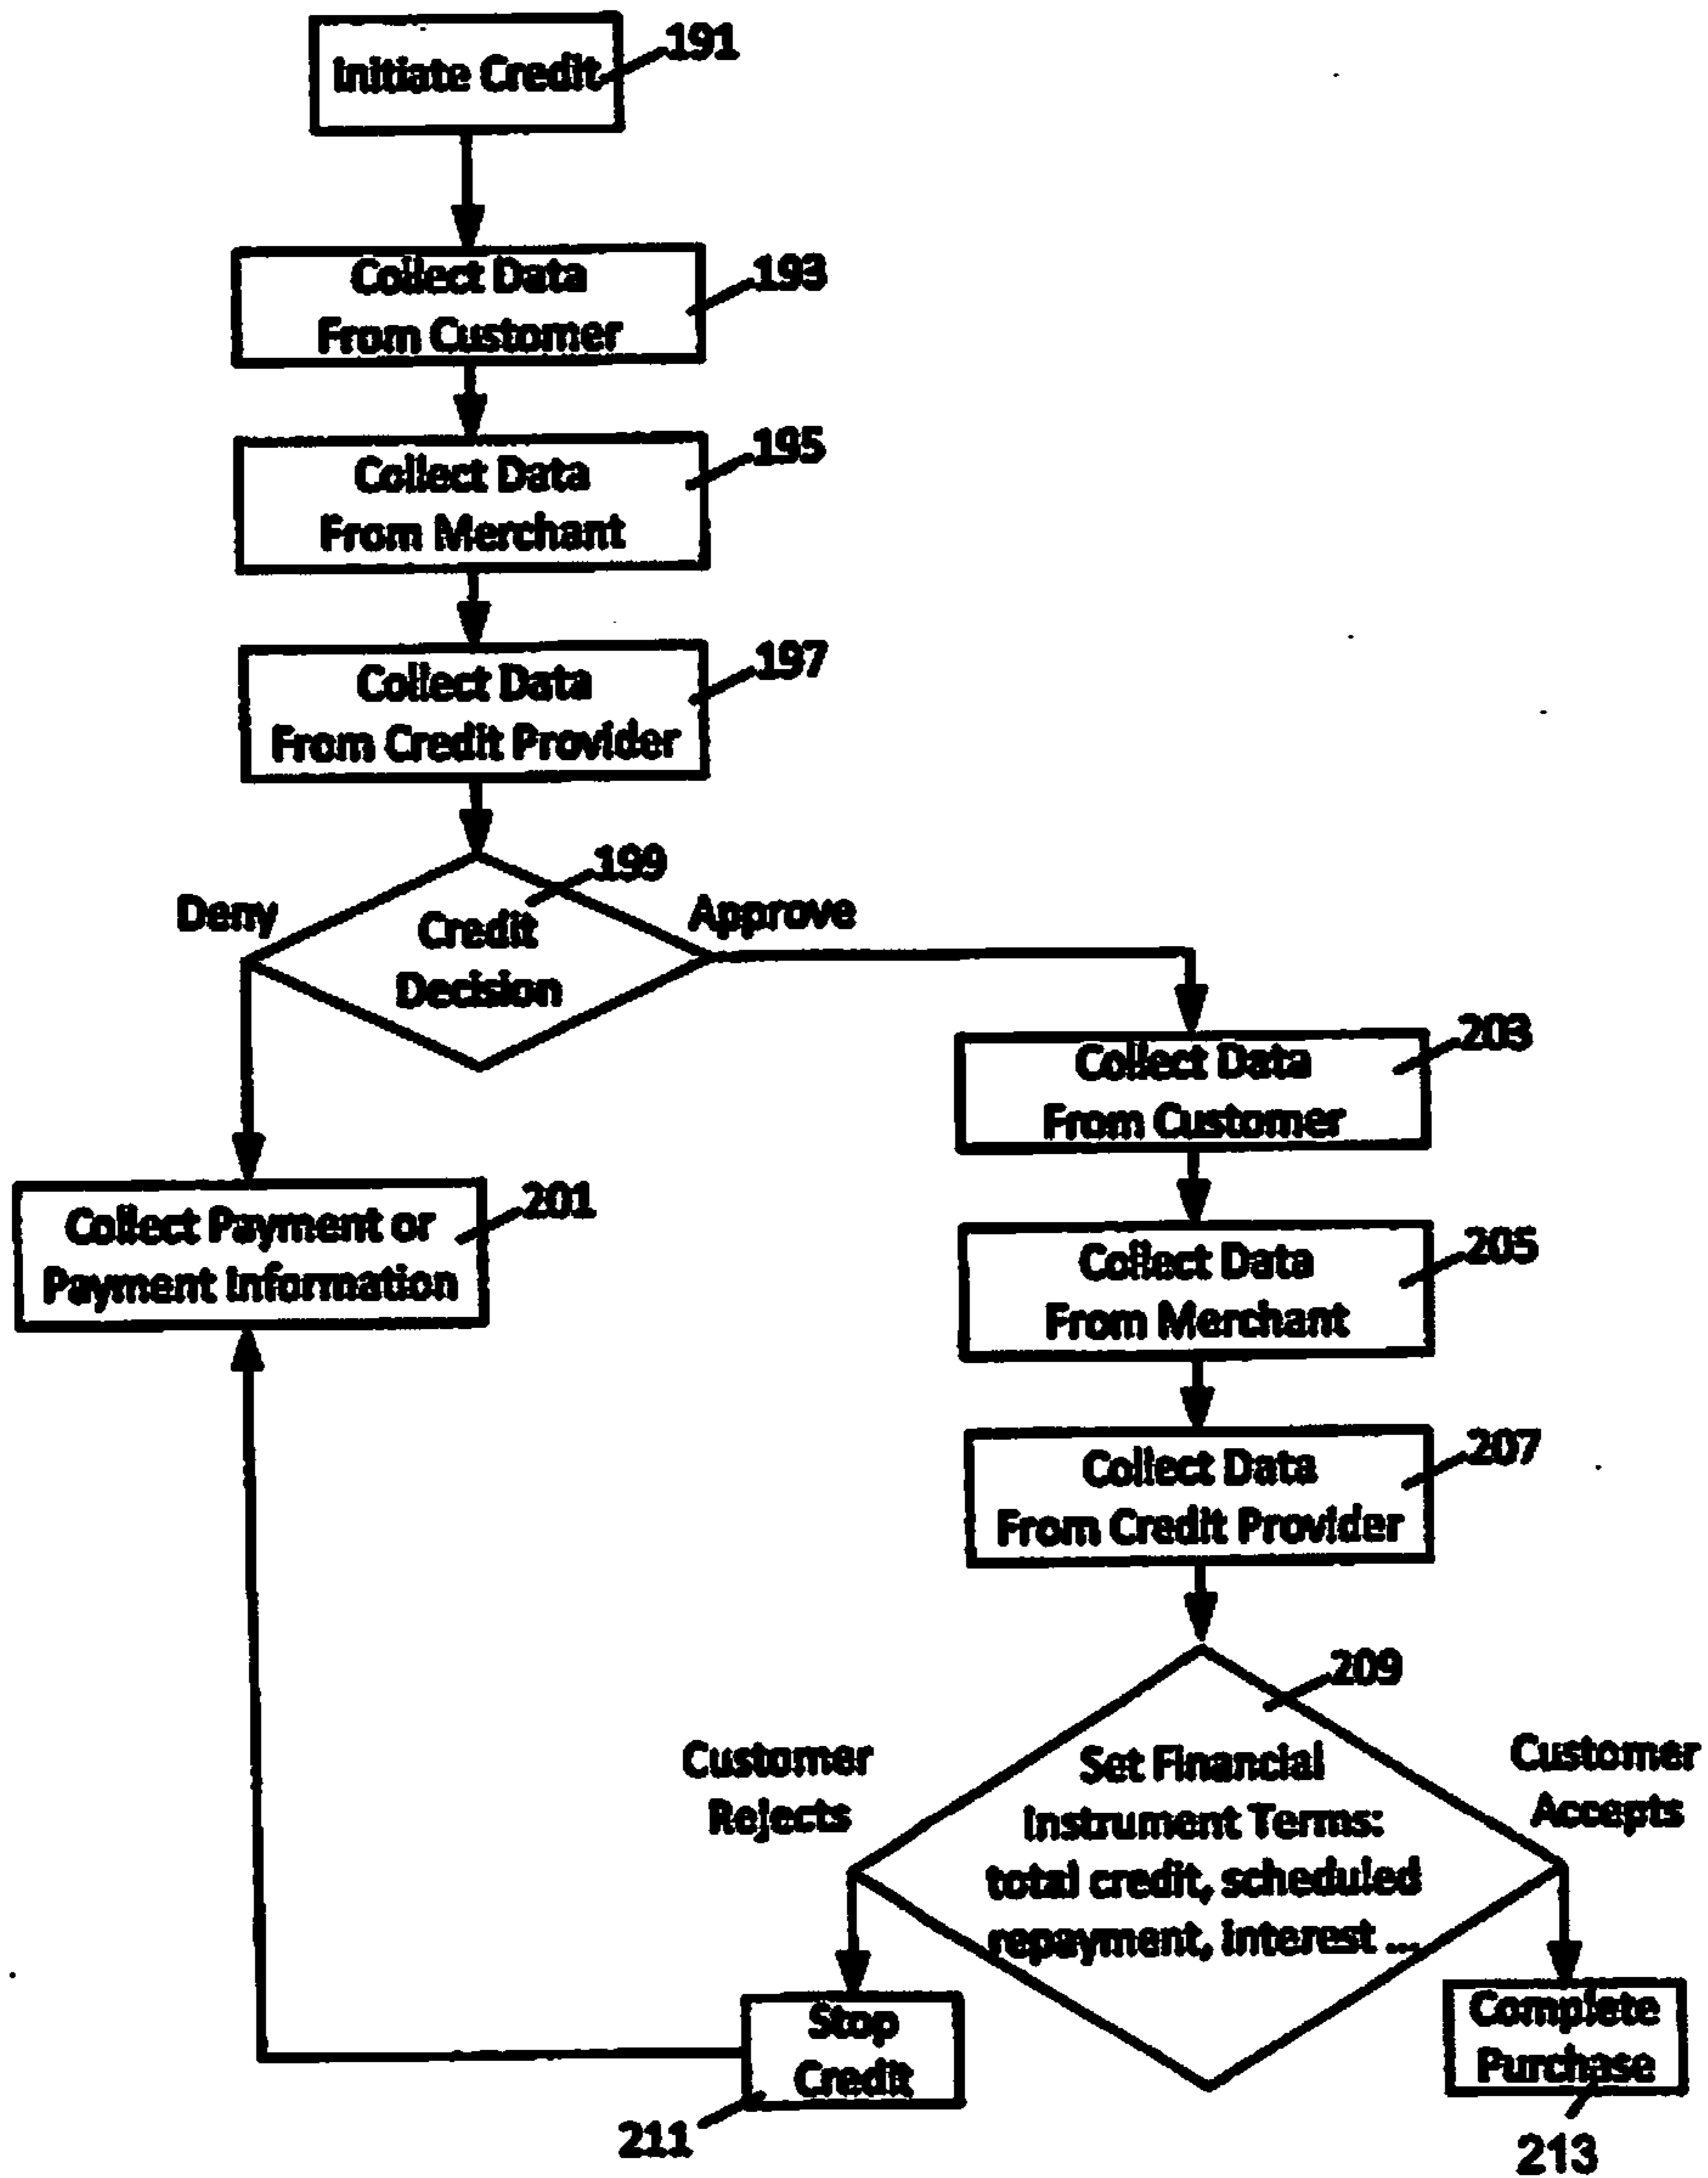 Initiate Credit
191
Collect Data
From Customer
193
Collect Data
From Merchant
195
Collect Data
From Credit Provider
197
199
Deny
Credit
Decision
Approve
Collect Data
From Customer
203
Collect Payment or
Payment Information
201
Collect Data
From Merchant
205
Collect Data
From Credit Provider
207
209
Customer
Rejects
Set Financial
Instrument Terms:
total credit, scheduled
repayment, interest ...
Customer
Accepts
Stop
Credit
211
Complete
Purchase
213